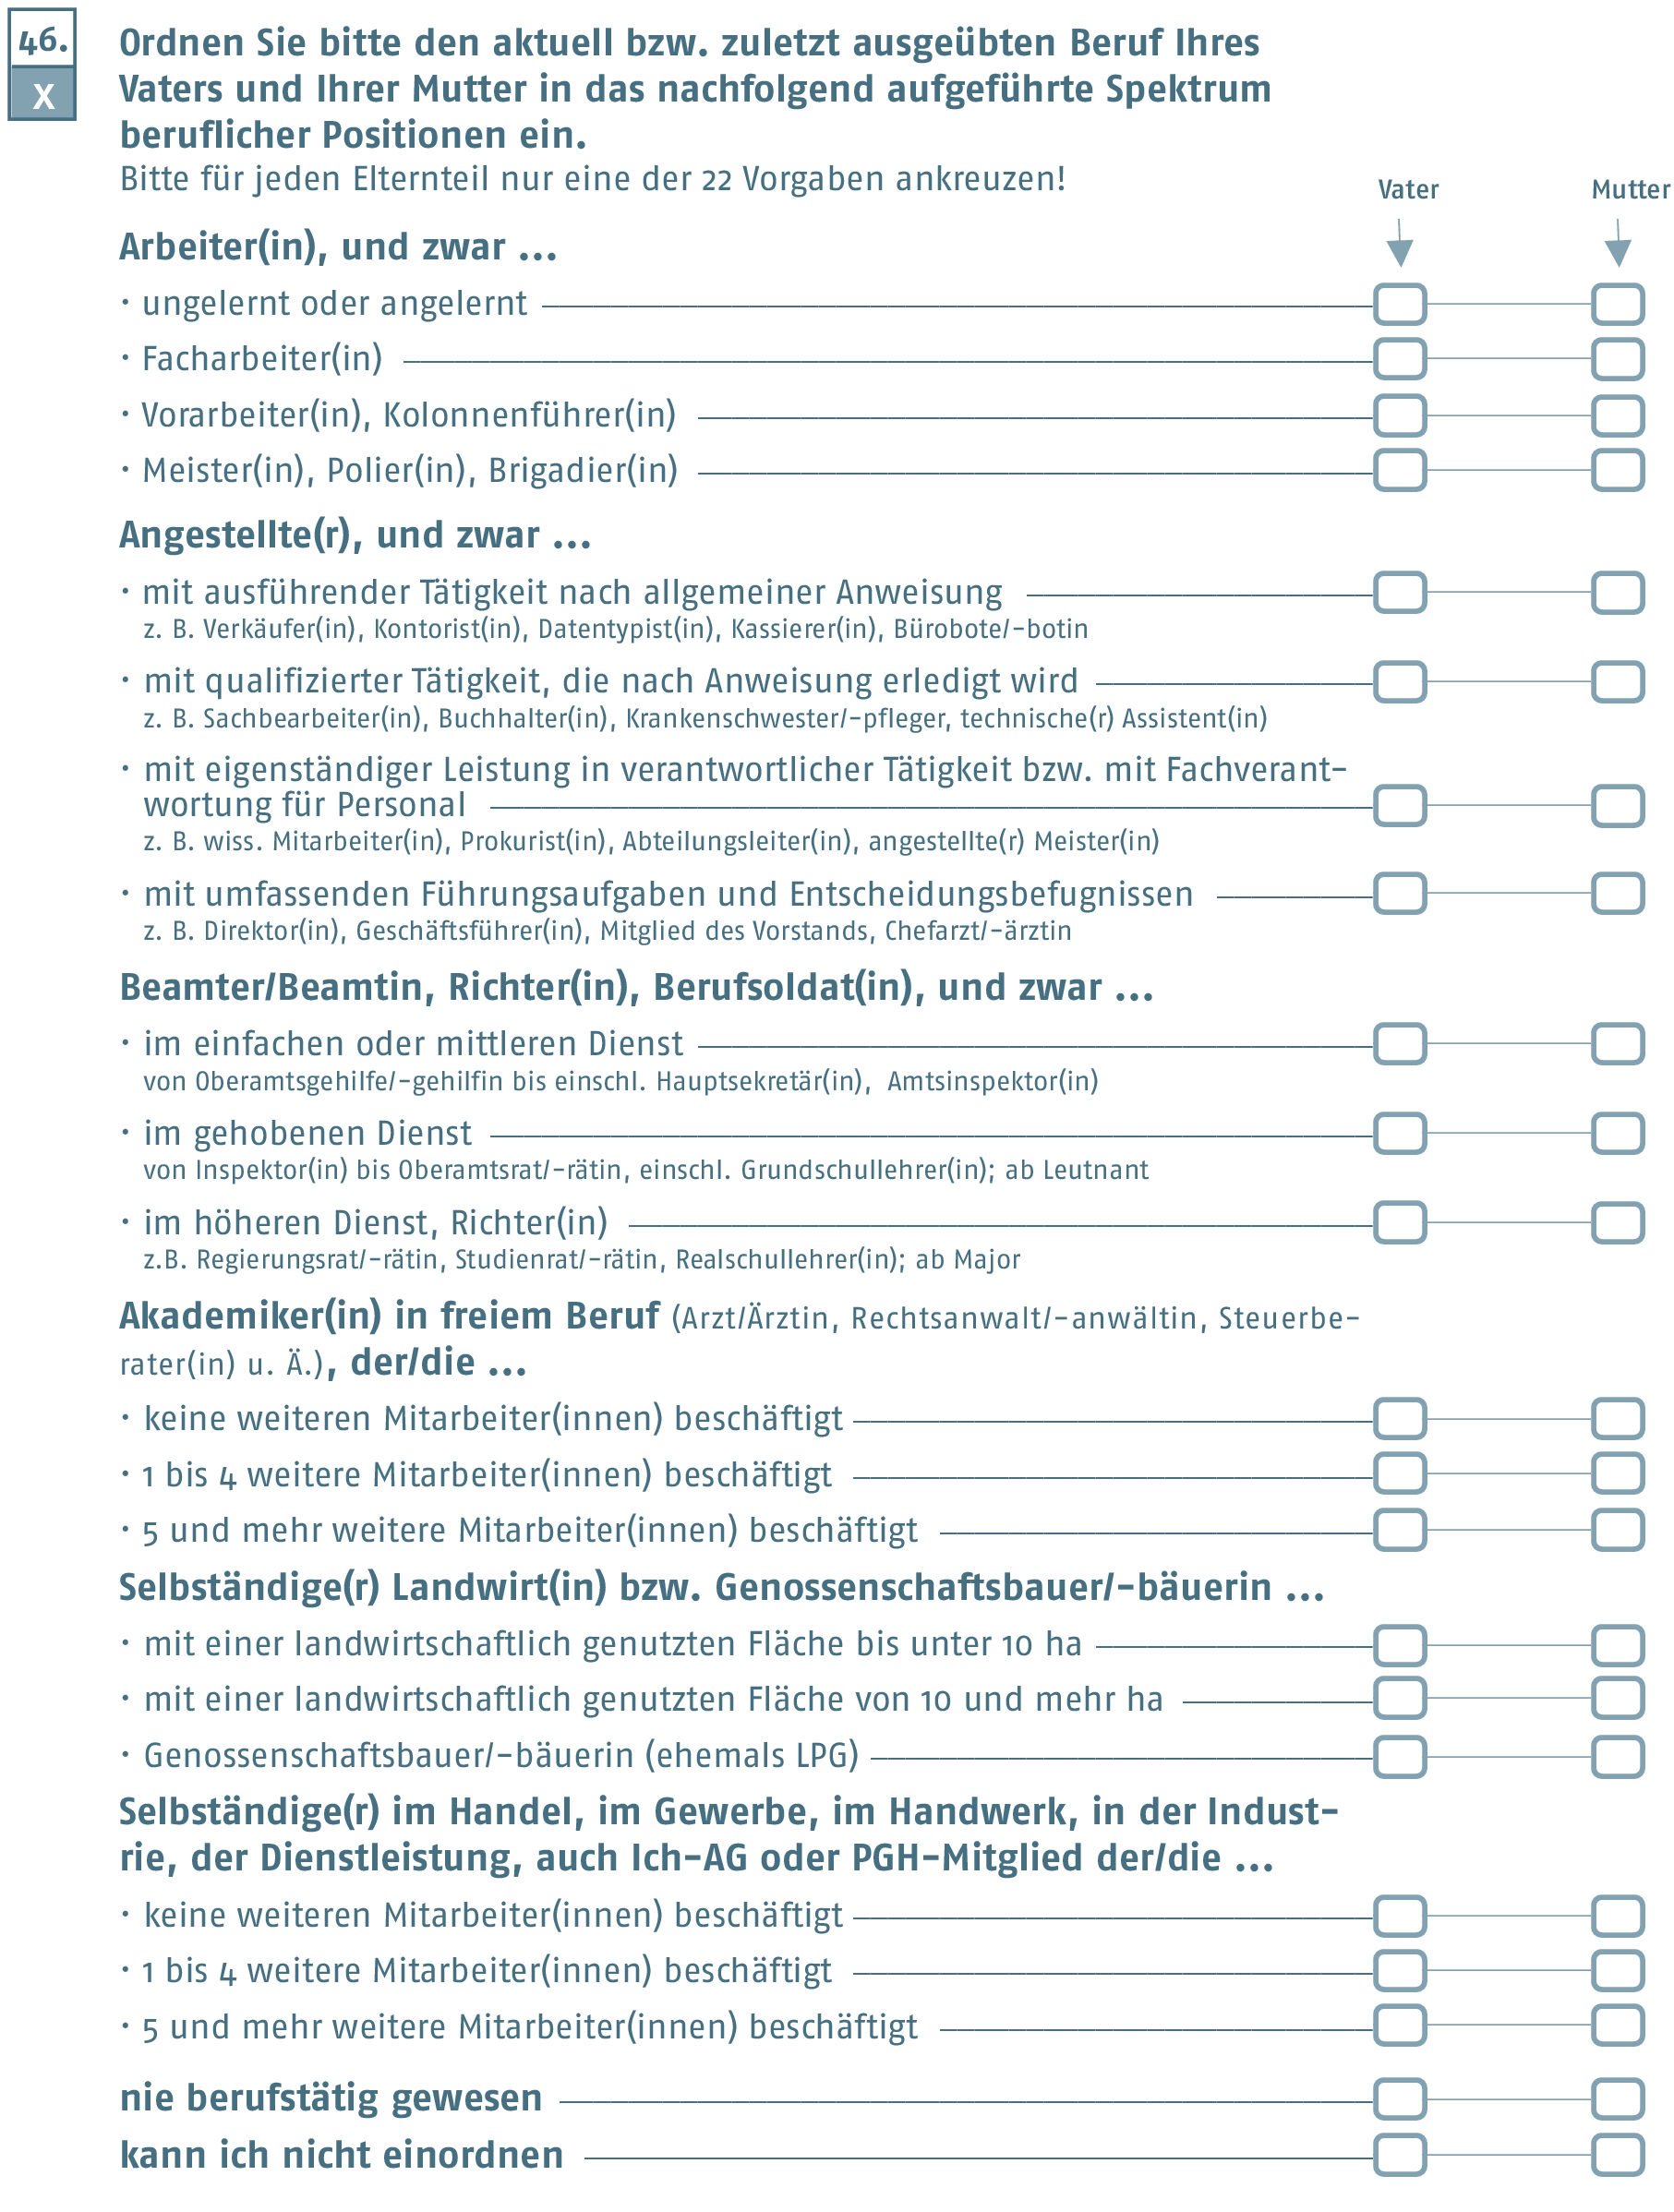 46.
X
Ordnen Sie bitte den aktuell bzw. zuletzt ausgeübten Beruf Ihres
Vaters und Ihrer Mutter in das nachfolgend aufgeführte Spektrum
beruflicher Positionen ein.
Bitte für jeden Elternteil nur eine der 22 Vorgaben ankreuzen!
Vater Mutter
Arbeiter(in), und zwar ...
· ungelernt oder angelernt
· Facharbeiter(in)
· Vorarbeiter(in), Kolonnenführer(in)
· Meister(in), Polier(in), Brigadier(in)
Angestellte(r), und zwar ...
· mit ausführender Tätigkeit nach allgemeiner Anweisung
z. B. Verkäufer(in), Kontorist(in), Datentypist(in), Kassierer(in), Bürobote/-botin
· mit qualifizierter Tätigkeit, die nach Anweisung erledigt wird
z. B. Sachbearbeiter(in), Buchhalter(in), Krankenschwester/-pfleger, technische(r) Assistent(in)
· mit eigenständiger Leistung in verantwortlicher Tätigkeit bzw. mit Fachverant-
wortung für Personal
z. B. wiss. Mitarbeiter(in), Prokurist(in), Abteilungsleiter(in), angestellte(r) Meister(in)
· mit umfassenden Führungsaufgaben und Entscheidungsbefugnissen
z. B. Direktor(in), Geschäftsführer(in), Mitglied des Vorstands, Chefarzt/-ärztin
Beamter/Beamtin, Richter(in), Berufsoldat(in), und zwar ...
· im einfachen oder mittleren Dienst
von Oberamtsgehilfe/-gehilfin bis einschl. Hauptsekretär(in), Amtsinspektor(in)
· im gehobenen Dienst
von Inspektor(in) bis Oberamtsrat/-rätin, einschl. Grundschullehrer(in); ab Leutnant
· im höheren Dienst, Richter(in)
z.B. Regierungsrat/-rätin, Studienrat/-rätin, Realschullehrer(in); ab Major
Akademiker(in) in freiem Beruf (Arzt/Ärztin, Rechtsanwalt/-anwältin, Steuerbe-
rater(in) u. Ä.), der/die ...
· keine weiteren Mitarbeiter(innen) beschäftigt
· 1 bis 4 weitere Mitarbeiter(innen) beschäftigt
· 5 und mehr weitere Mitarbeiter(innen) beschäftigt
Selbständige(r) Landwirt(in) bzw. Genossenschaftsbauer/-bäuerin ...
· mit einer landwirtschaftlich genutzten Fläche bis unter 10 ha
· mit einer landwirtschaftlich genutzten Fläche von 10 und mehr ha
· Genossenschaftsbauer/-bäuerin (ehemals LPG)
Selbständige(r) im Handel, im Gewerbe, im Handwerk, in der Indust-
rie, der Dienstleistung, auch Ich-AG oder PGH-Mitglied der/die ...
· keine weiteren Mitarbeiter(innen) beschäftigt
· 1 bis 4 weitere Mitarbeiter(innen) beschäftigt
· 5 und mehr weitere Mitarbeiter(innen) beschäftigt
nie berufstätig gewesen
kann ich nicht einordnen